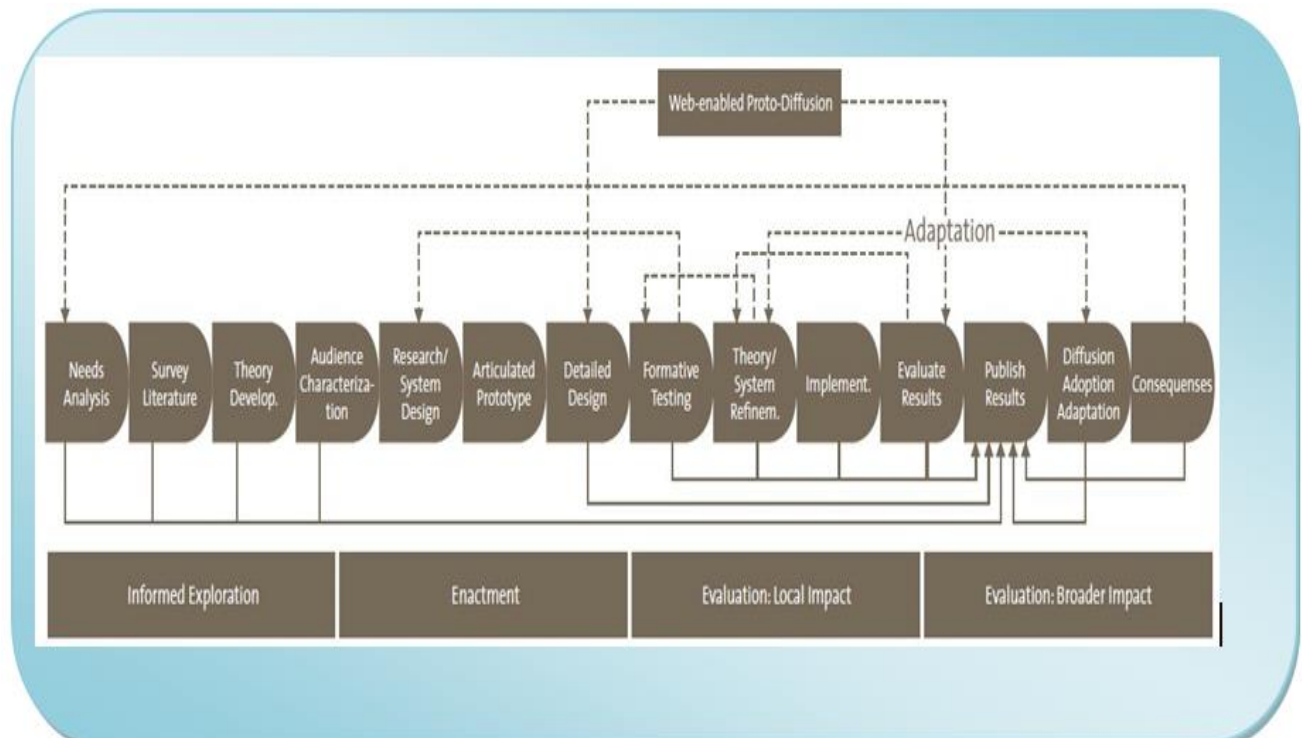 Web-enabled Proto-Diffusion
Adaptation
Needs
Analysis
Survey
Literature
Theory
Develop.
Audience
Characteriza-
tion
Research/
System
Design
Articulated
Prototype
Detailed
Design
Formative
Testing
Theory/
System
Refinem.
Implement.
Evaluate
Results
Publish
Results
Diffusion
Adoption
Adaptation
Consequenses
Informed Exploration
Enactment
Evaluation: Local Impact
Evaluation: Broader Impact